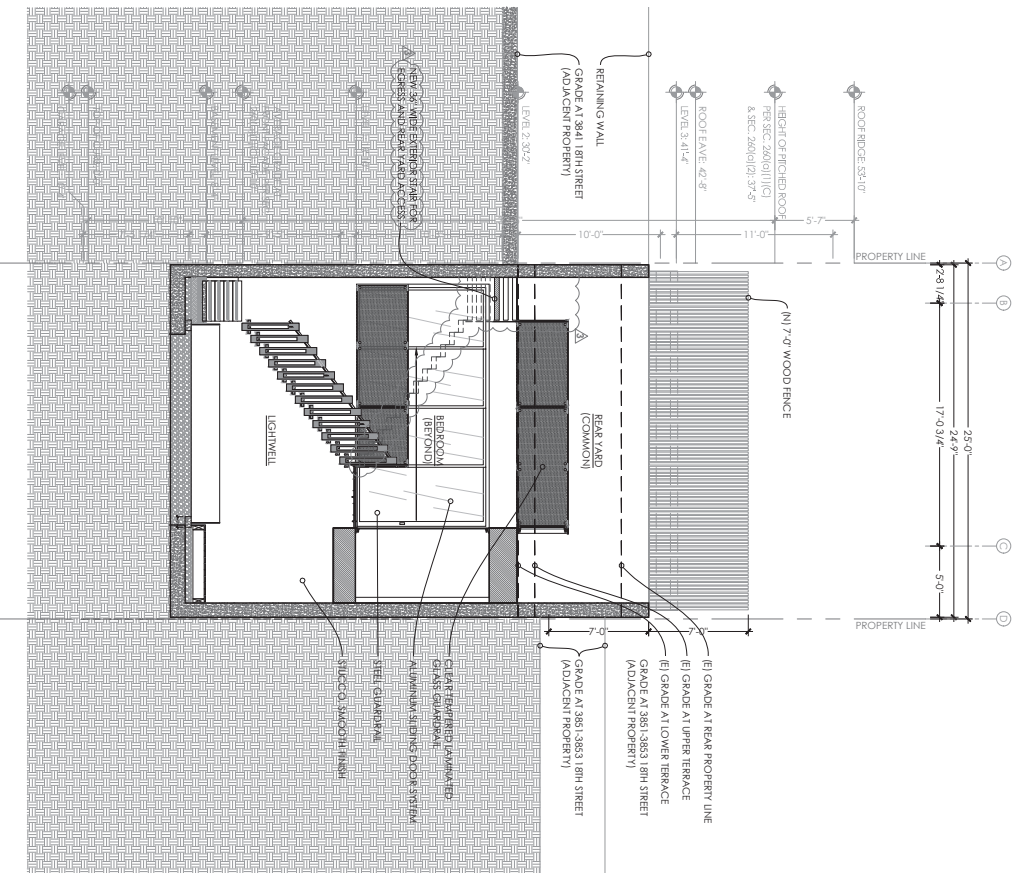 ROOF RIDGE: 53'-10"
HEIGHT OF PITCHED ROOF
PER SEC. 260(a)(1)(C)
& SEC. 260(a)(2): 37'-5"
ROOF EAVE: 42'-8"
LEVEL 3: 41'-4"
LEVEL 2: 30'-2"
5'-7"
11'-0"
10'-0"
RETAINING WALL
GRADE AT 3841 18TH STREET
(ADJACENT PROPERTY)
3
NEW 36" WIDE EXTERIOR STAIR FOR
EGRESS AND REAR YARD ACCESS
PROPERTY LINE
A
B
C
D
2'-8 1/4"
17'-0 3/4"
5'-0"
24'-9"
25'-0"
PROPERTY LINE
(N) 7'-0" WOOD FENCE
3
REAR YARD
(COMMON)
BEDROOM
(BEYOND)
LIGHTWELL
7'-0"
7'-0"
(E) GRADE AT REAR PROPERTY LINE
(E) GRADE AT UPPER TERRACE
(E) GRADE AT LOWER TERRACE
GRADE AT 3851-3853 18TH STREET
(ADJACENT PROPERTY)
GRADE AT 3851-3853 18TH STREET
(ADJACENT PROPERTY)
CLEAR TEMPERED LAMINATED
GLASS GUARDRAIL
ALUMINUM SLIDING DOOR SYSTEM
STEEL GUARDRAIL
STUCCO, SMOOTH FINISH